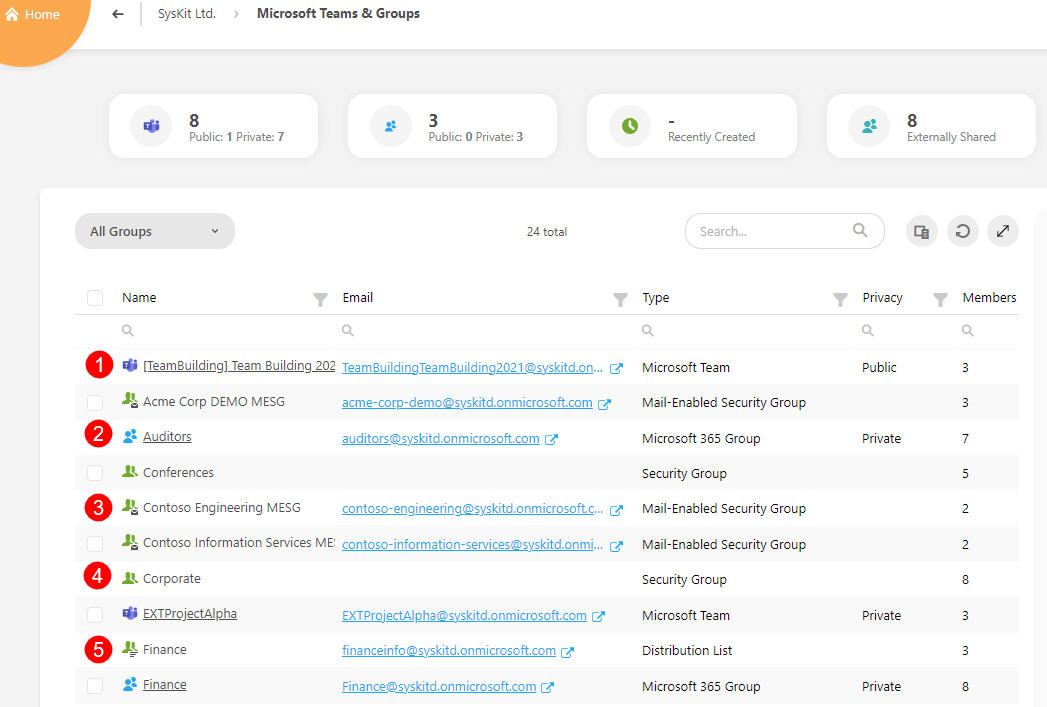 Home
SysKit Ltd. > Microsoft Teams & Groups
8
Public: 1 Private: 7
3
Public: 0 Private: 3
-
Recently Created
8
Externally Shared
All Groups 24 total Search...
Name Email Type Privacy Members
1 [TeamBuilding] Team Building 202 TeamBuildingTeamBuilding2021@syskitd.on... Microsoft Team Public 3
Acme Corp DEMO MESG acme-corp-demo@syskitd.onmicrosoft.com Mail-Enabled Security Group 3
2 Auditors auditors@syskitd.onmicrosoft.com Microsoft 365 Group Private 7
Conferences Security Group 5
3 Contoso Engineering MESG contoso-engineering@syskitd.onmicrosoft.c... Mail-Enabled Security Group 2
Contoso Information Services MES contoso-information-services@syskitd.onmi... Mail-Enabled Security Group 2
4 Corporate Security Group 8
EXTProjectAlpha EXTProjectAlpha@syskitd.onmicrosoft.com Microsoft Team Private 3
5 Finance financeinfo@syskitd.onmicrosoft.com Distribution List 3
Finance Finance@syskitd.onmicrosoft.com Microsoft 365 Group Private 8